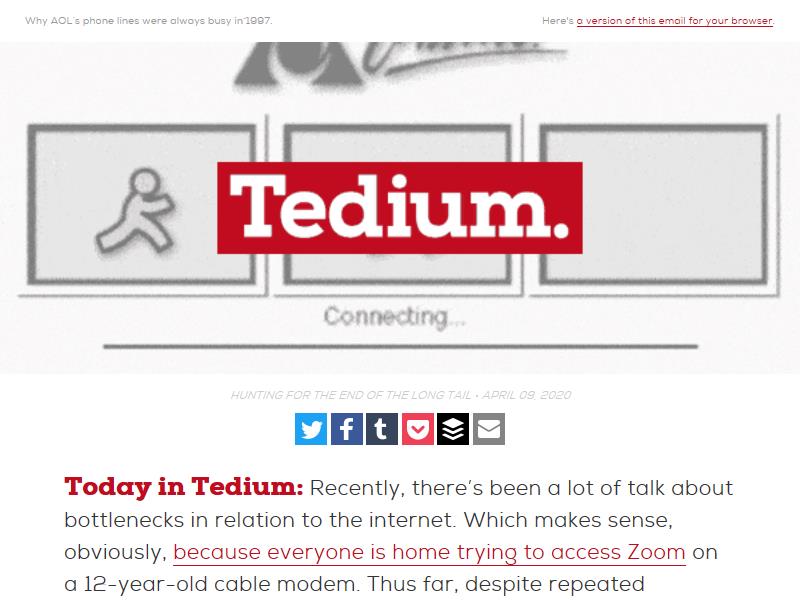 Why AOL's phone lines were always busy in 1997.
Here's a version of this email for your browser.
Tedium.
Connecting...
HUNTING FOR THE END OF THE LONG TAIL • APRIL 09, 2020
Today in Tedium: Recently, there's been a lot of talk about
bottlenecks in relation to the internet. Which makes sense,
obviously, because everyone is home trying to access Zoom on
a 12-year-old cable modem. Thus far, despite repeated